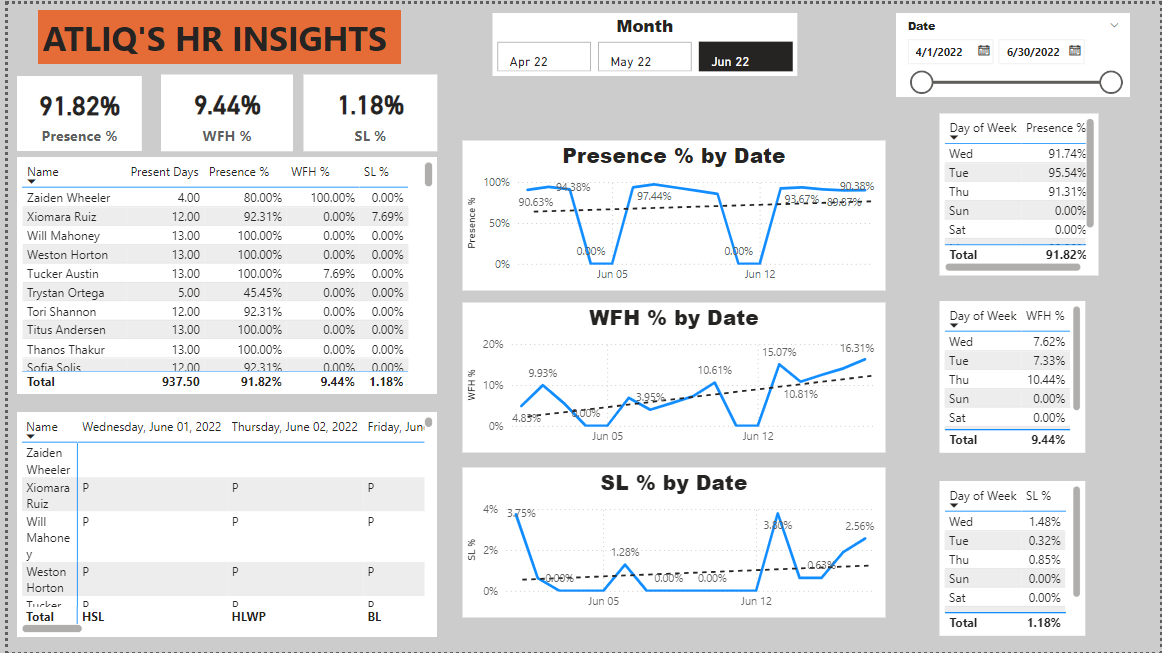 ATLIQ'S HR INSIGHTS
Month
Apr 22 May 22 Jun 22
Date
4/1/2022 6/30/2022
91.82% 9.44% 1.18%
Presence % WFH % SL %
Name Present Days Presence % WFH % SL %
Zaiden Wheeler 4.00 80.00% 100.00% 0.00%
Xiomara Ruiz 12.00 92.31% 0.00% 7.69%
Will Mahoney 13.00 100.00% 0.00% 0.00%
Weston Horton 13.00 100.00% 0.00% 0.00%
Tucker Austin 13.00 100.00% 7.69% 0.00%
Trystan Ortega 5.00 45.45% 0.00% 0.00%
Tori Shannon 12.00 92.31% 0.00% 0.00%
Titus Andersen 13.00 100.00% 0.00% 0.00%
Thanos Thakur 13.00 100.00% 0.00% 0.00%
Sofia Solis 12.00 92.31% 0.00% 0.00%
Total 937.50 91.82% 9.44% 1.18%
Name Wednesday, June 01, 2022 Thursday, June 02, 2022 Friday, Jun
Zaiden
Wheeler
Xiomara P P P
Ruiz
Will P P P
Mahone
y
Weston P P P
Horton
Tucker P P P
Total HSL HLWP BL
Presence % by Date
Presence %
100%
50%
0%
90.63% 94.38% 0.00% 97.44% 0.00% 93.67% 89.87% 90.38%
Jun 05 Jun 12
WFH % by Date
WFH %
20%
10%
0%
4.83% 9.93% 0.00% 3.95% 10.61% 15.07% 10.81% 16.31%
Jun 05 Jun 12
SL % by Date
SL %
4%
2%
0%
3.75% 0.00% 1.28% 0.00% 0.00% 3.80% 0.63% 2.56%
Jun 05 Jun 12
Day of Week Presence %
Wed 91.74%
Tue 95.54%
Thu 91.31%
Sun 0.00%
Sat 0.00%
Total 91.82%
Day of Week WFH %
Wed 7.62%
Tue 7.33%
Thu 10.44%
Sun 0.00%
Sat 0.00%
Total 9.44%
Day of Week SL %
Wed 1.48%
Tue 0.32%
Thu 0.85%
Sun 0.00%
Sat 0.00%
Total 1.18%